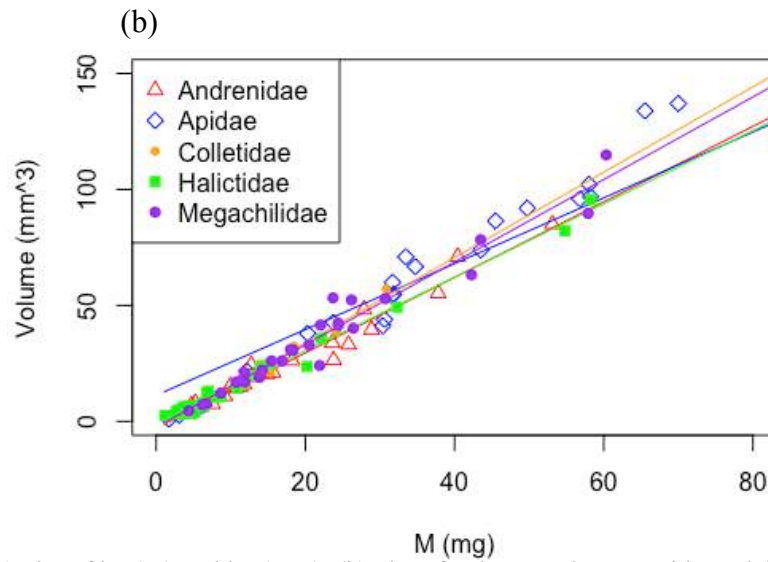 (b)
Andrenidae
Apidae
Colletidae
Halictidae
Megachilidae
Volume (mm^3)
150
100
50
0
0 20 40 60 80
M (mg)